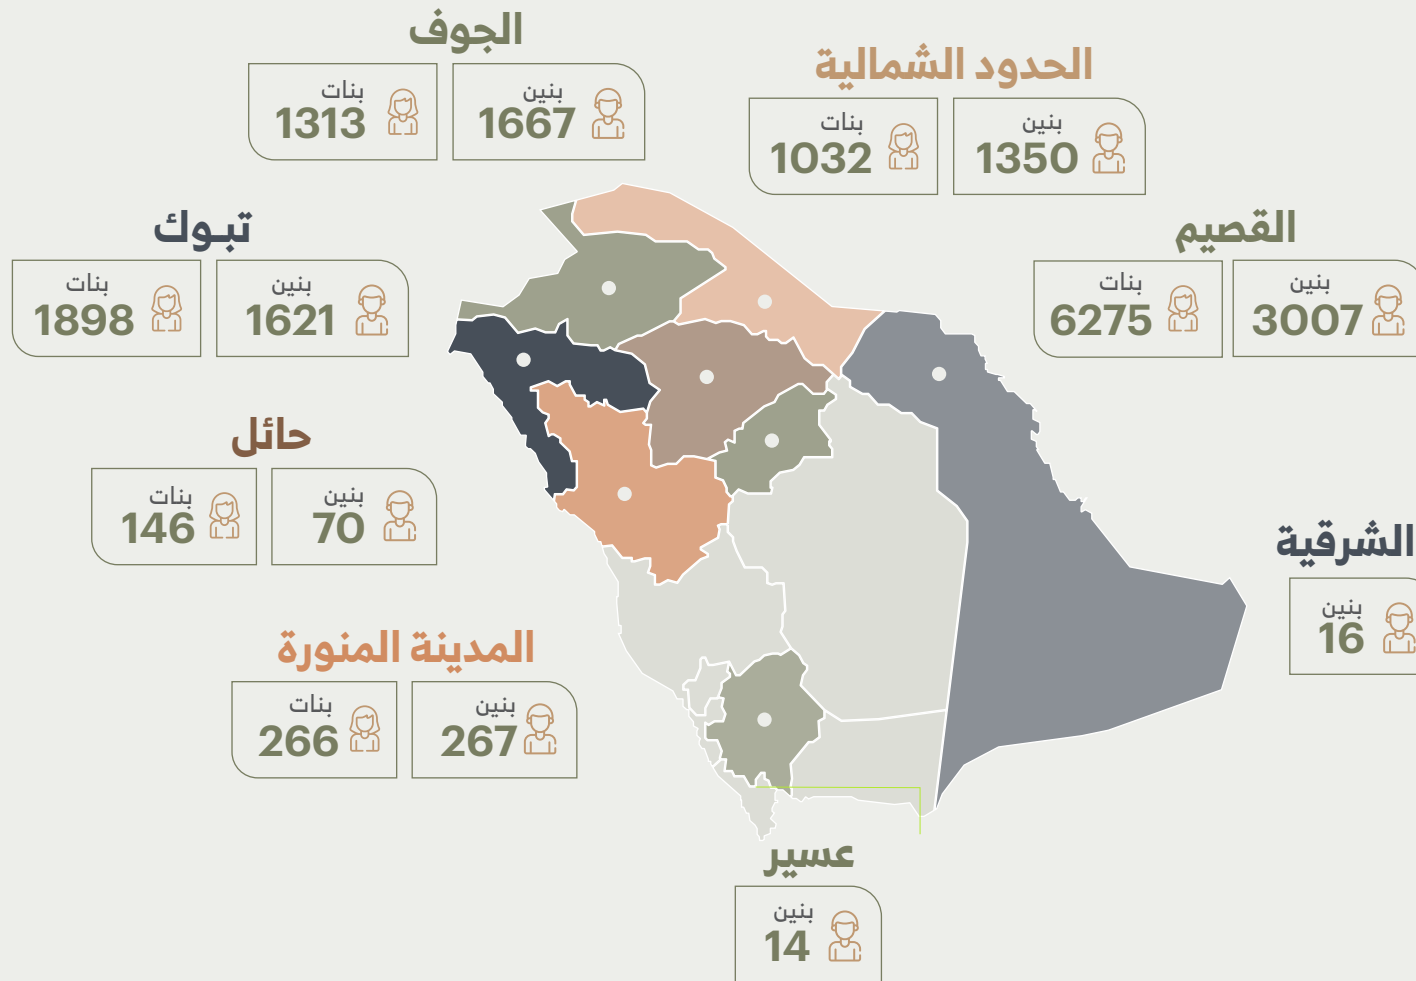 الجوف
بنين
1667
بنات
1313
الحدود الشمالية
بنين
1350
بنات
1032
تبـوك
بنين
1621
بنات
1898
القصيم
بنين
3007
بنات
6275
حائل
بنين
70
بنات
146
الشرقية
بنين
16
المدينة المنورة
بنين
267
بنات
266
عسير
بنين
14